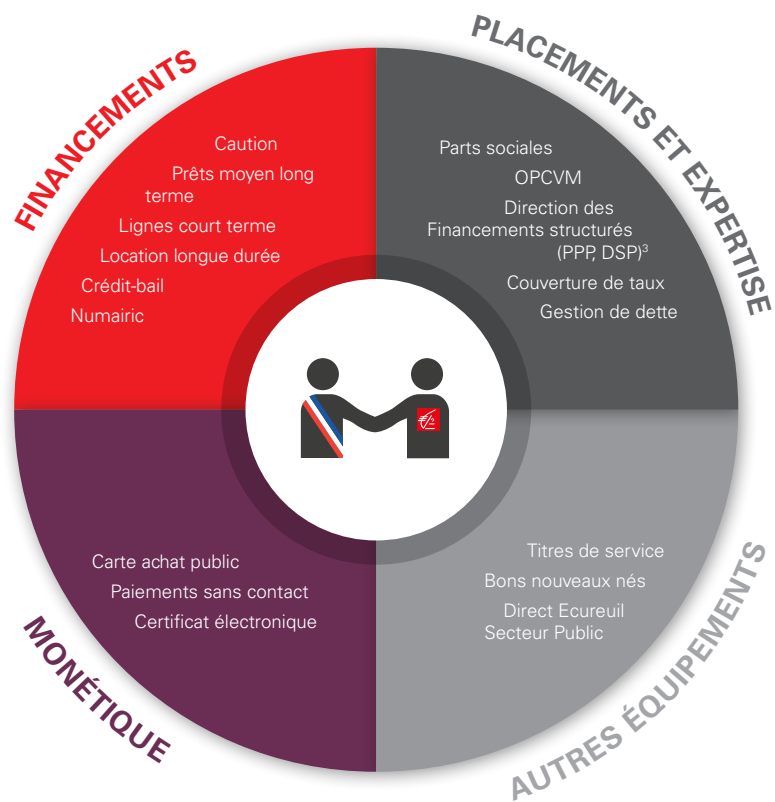 FINANCEMENTS
Caution
Prêts moyen long
terme
Lignes court terme
Location longue durée
Crédit-bail
Numairic
PLACEMENTS ET EXPERTISE
Parts sociales
OPCVM
Direction des
Financements structurés
(PPP, DSP)³
Couverture de taux
Gestion de dette
MONÉTIQUE
Carte achat public
Paiements sans contact
Certificat électronique
AUTRES ÉQUIPEMENTS
Titres de service
Bons nouveaux nés
Direct Ecureuil
Secteur Public